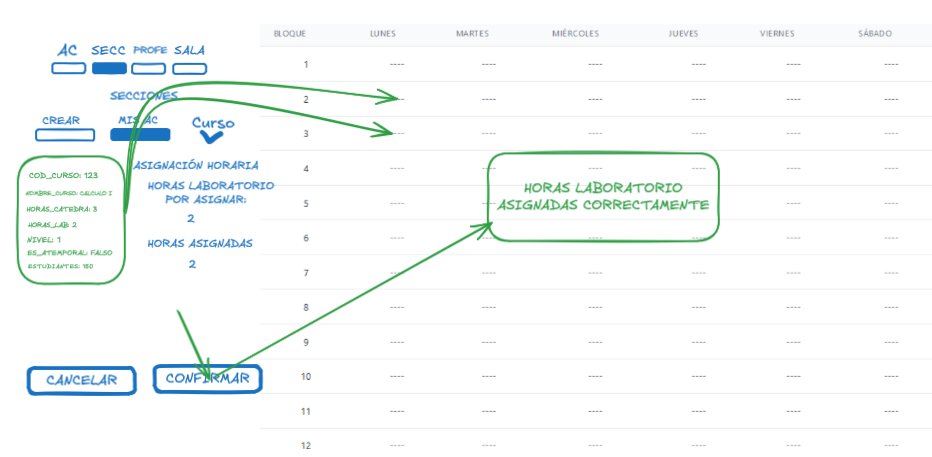 AC SECC PROFE SALA
SECCIONES
CREAR MIS AC Curso
COD_CURSO: 123
NOMBRE_CURSO: CALCULO I
HORAS_CATEDRA: 3
HORAS_LAB: 2
NIVEL: 1
ES_ATEMPORAL: FALSO
ESTUDIANTES: 180
ASIGNACIÓN HORARIA
HORAS LABORATORIO
POR ASIGNAR:
2
HORAS ASIGNADAS
2
CANCELAR CONFIRMAR
BLOQUE LUNES MARTES MIÉRCOLES JUEVES VIERNES SÁBADO
1 ---- ---- ---- ---- ---- ----
2 ---- ---- ---- ---- ---- ----
3 ---- ---- ---- ---- ---- ----
4 ---- ---- ---- ---- ---- ----
5 ---- ---- ---- ---- ---- ----
6 ---- ---- ---- ---- ---- ----
7 ---- ---- ---- ---- ---- ----
8 ---- ---- ---- ---- ---- ----
9 ---- ---- ---- ---- ---- ----
10 ---- ---- ---- ---- ---- ----
11 ---- ---- ---- ---- ---- ----
12 ---- ---- ---- ---- ---- ----
HORAS LABORATORIO
ASIGNADAS CORRECTAMENTE